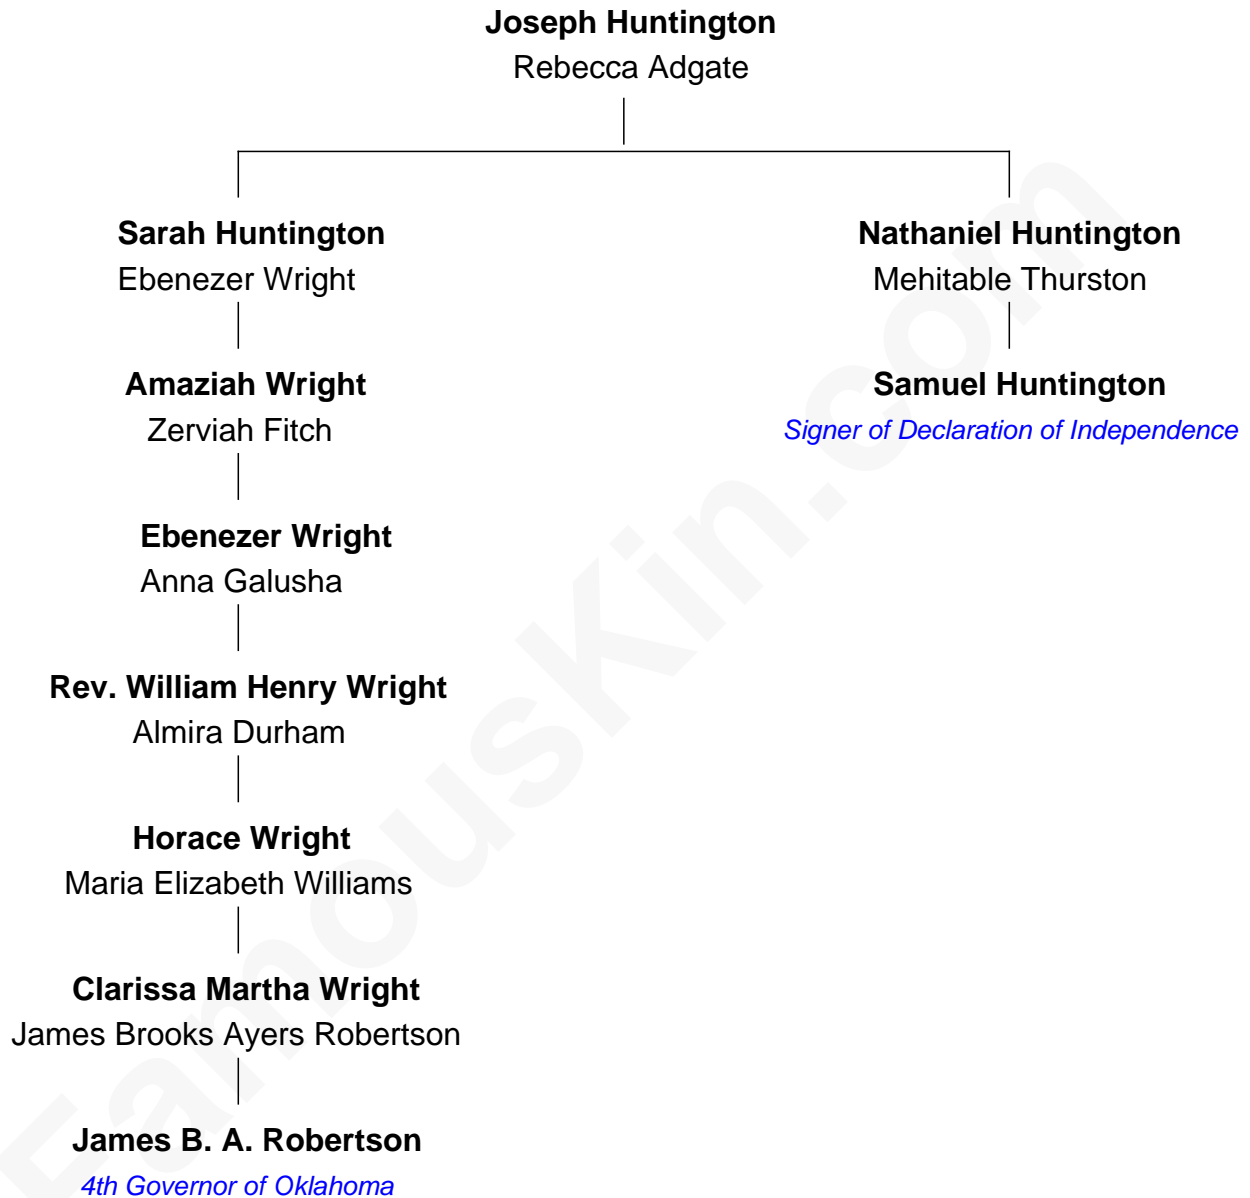 Joseph Huntington
Rebecca Adgate
Sarah Huntington
Ebenezer Wright
Nathaniel Huntington
Mehitable Thurston
Amaziah Wright
Zerviah Fitch
Samuel Huntington
Signer of Declaration of Independence
Ebenezer Wright
Anna Galusha
Rev. William Henry Wright
Almira Durham
Horace Wright
Maria Elizabeth Williams
Clarissa Martha Wright
James Brooks Ayers Robertson
James B. A. Robertson
4th Governor of Oklahoma
FamousKin.com